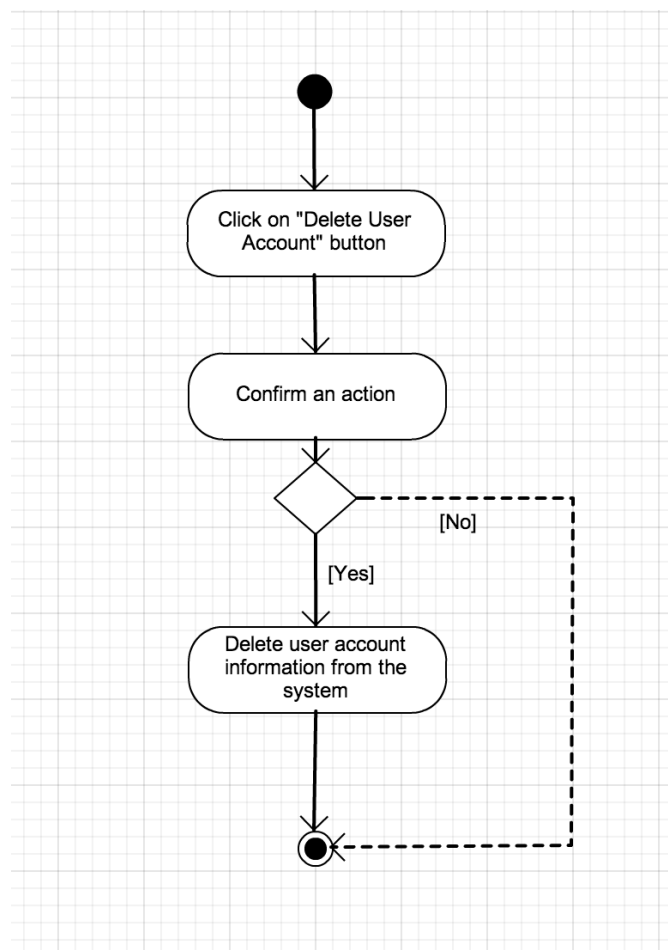 Click on "Delete User
Account" button
Confirm an action
[No]
[Yes]
Delete user account
information from the
system